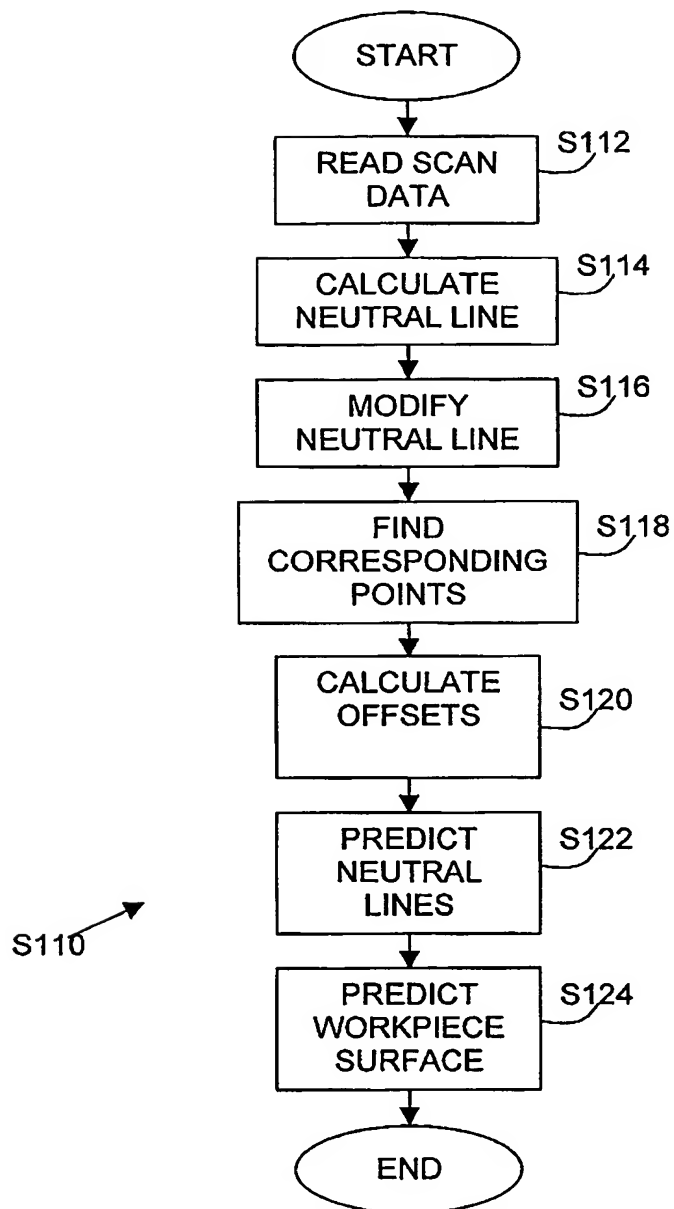 START
S112
READ SCAN
DATA
S114
CALCULATE
NEUTRAL LINE
S116
MODIFY
NEUTRAL LINE
S118
FIND
CORRESPONDING
POINTS
CALCULATE
OFFSETS
S120
PREDICT
NEUTRAL
LINES
S122
S110
PREDICT
WORKPIECE
SURFACE
S124
END